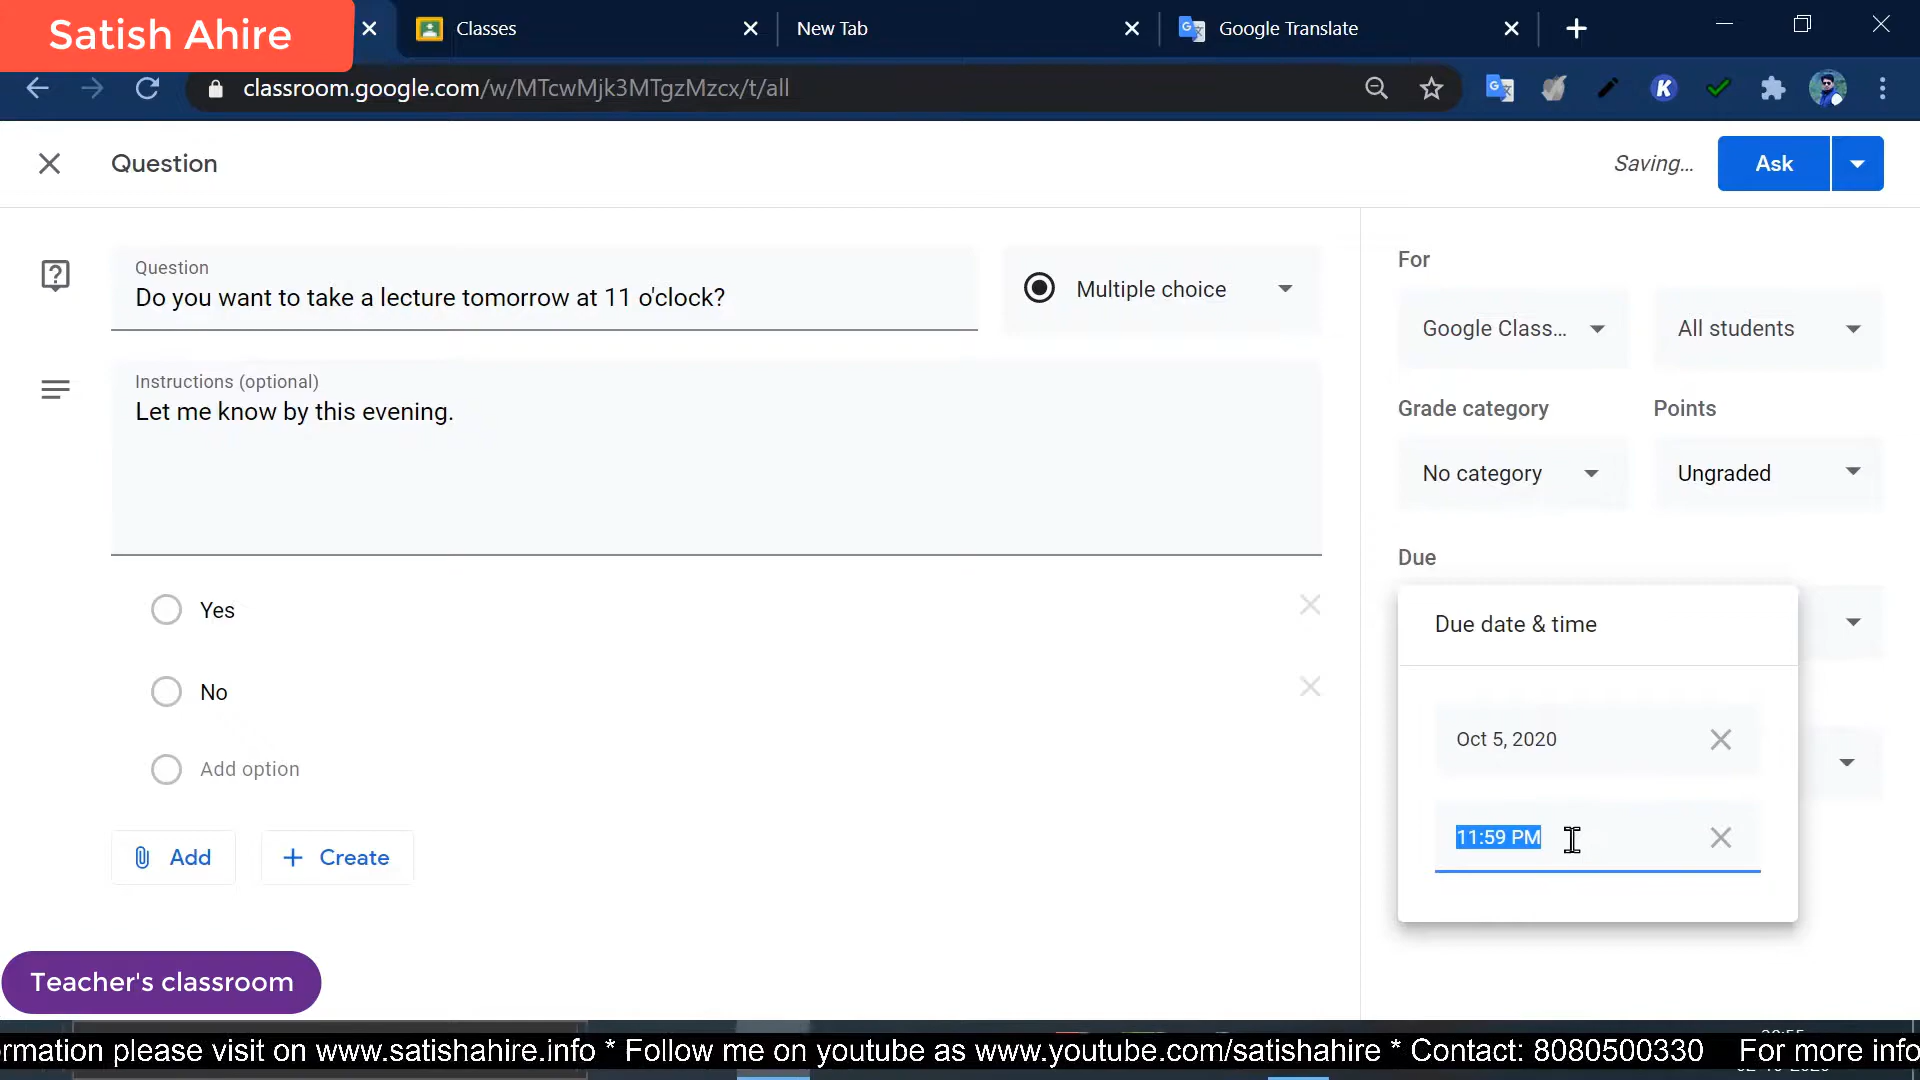 Satish Ahire
Classes
New Tab
Google Translate
classroom.google.com/w/MTcwMjk3MTgzMzcx/t/all
Question
Saving...
Ask
Question
Do you want to take a lecture tomorrow at 11 o'clock?
Multiple choice
Instructions (optional)
Let me know by this evening.
Yes
No
Add option
Add
Create
For
Google Class...
All students
Grade category
Points
No category
Ungraded
Due
Due date & time
Oct 5, 2020
11:59 PM
Teacher's classroom
rmation please visit on www.satishahire.info * Follow me on youtube as www.youtube.com/satishahire * Contact: 8080500330 For more info